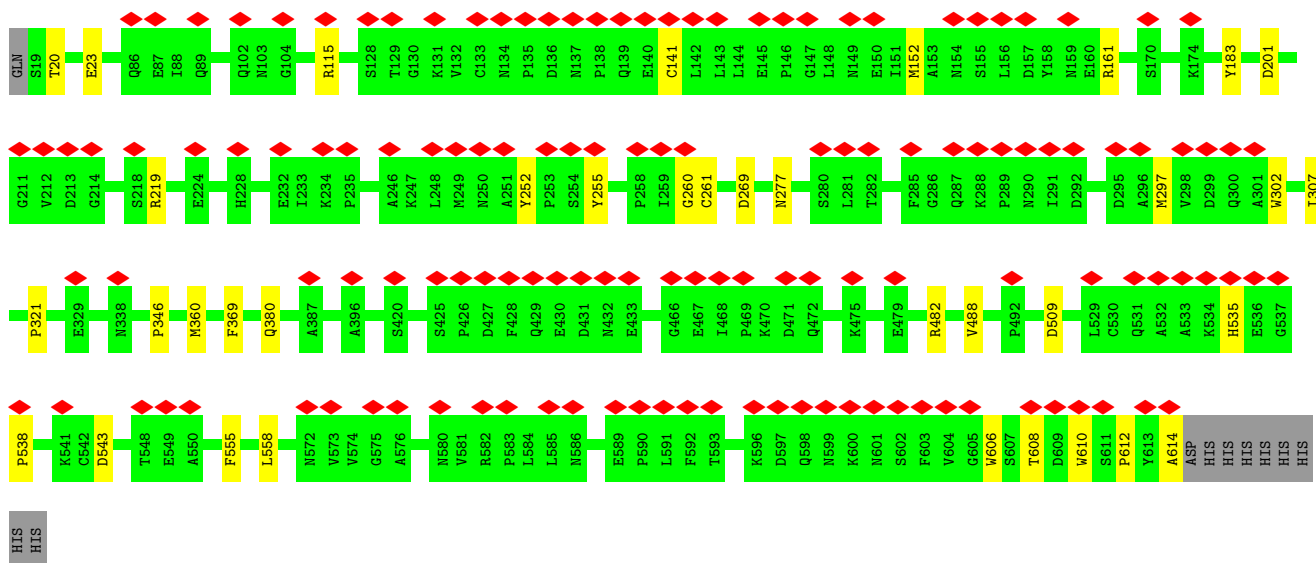 GLN S19 T20 E23 Q86 E87 I88 Q89 Q102 N103 G104 R115 S128 T129 G130 K131 V132 C133 N134 P135 D136 N137 P138 Q139 E140 C141 L142 L143 L144 E145 P146 G147 L148 N149 E150 I151 M152 A153 N154 S155 L156 D157 Y158 N159 E160 R161 S170 K174 Y183 D201
G211 V212 D213 G214 S218 R219 E224 H228 E232 I233 K234 P235 A246 K247 L248 M249 N250 A251 Y252 P253 S254 Y255 P258 I259 G260 C261 D269 N277 S280 L281 T282 F285 G286 Q287 K288 P289 N290 I291 D292 D295 A296 M297 V298 D299 Q300 A301 W302 I307
P321 E329 N338 P346 M360 F369 Q380 A387 A396 S420 S425 P426 D427 F428 Q429 E430 D431 N432 E433 G466 E467 I468 P469 K470 D471 Q472 K475 E479 R482 V488 P492 D509 L529 C530 Q531 A532 A533 K534 H535 E536 G537
P538 K541 C542 D543 T548 E549 A550 F555 L558 N572 V573 V574 G575 A576 N580 V581 R582 P583 L584 L585 N586 E589 P590 L591 F592 T593 K596 D597 Q598 N599 K600 N601 S602 F603 V604 G605 W606 S607 T608 D609 W610 S611 P612 Y613 A614 ASP HIS HIS HIS HIS HIS HIS
HIS HIS